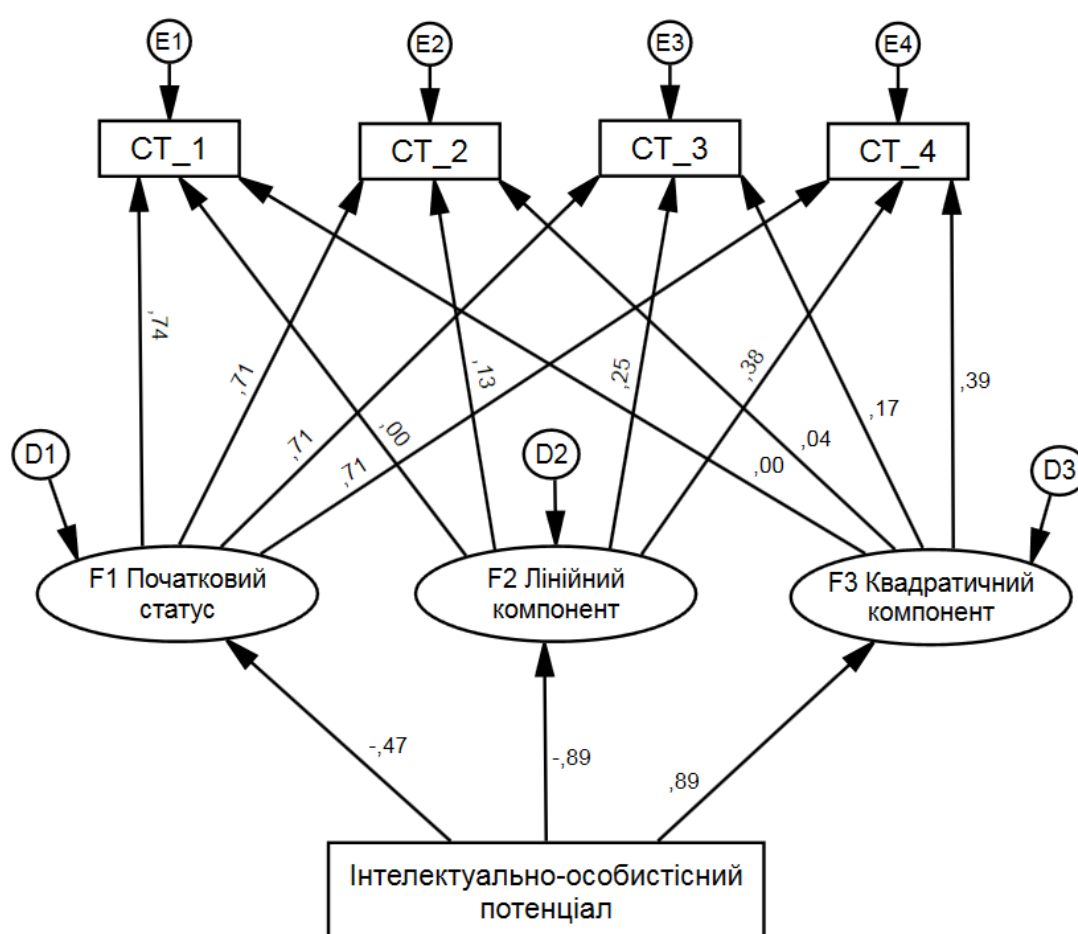 E1
E2
E3
E4
CT_1
CT_2
CT_3
CT_4
,74
,71
,71
,71
,00
,13
,25
,38
,00
,04
,17
,39
D1
D2
D3
F1 Початковий
статус
F2 Лінійний
компонент
F3 Квадратичний
компонент
-,47
-,89
,89
Інтелектуально-особистісний
потенціал